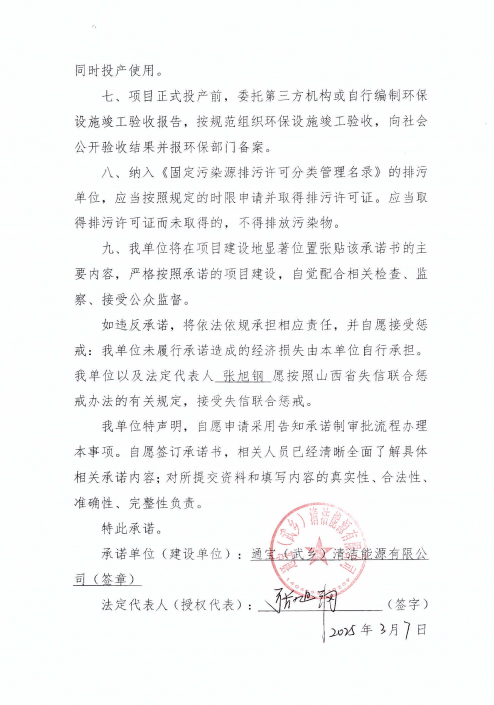 同时投产使用。
七、项目正式投产前，委托第三方机构或自行编制环保
设施竣工验收报告，按规范组织环保设施竣工验收，向社会
公开验收结果并报环保部门备案。
八、纳入《固定污染源排污许可分类管理名录》的排污
单位，应当按照规定的时限申请并取得排污许可证。应当取
得排污许可证而未取得的，不得排放污染物。
九、我单位将在项目建设地显著位置张贴该承诺书的主
要内容，严格按照承诺的项目建设，自觉配合相关检查、监
察、接受公众监督。
如违反承诺，将依法依规承担相应责任，并自愿接受惩
戒：我单位未履行承诺造成的经济损失由本单位自行承担。
我单位以及法定代表人 张旭钢 愿按照山西省失信联合惩
戒办法的有关规定，接受失信联合惩戒。
我单位特声明，自愿申请采用告知承诺制审批流程办理
本事项。自愿签订承诺书，相关人员已经清晰全面了解具体
相关承诺内容；对所提交资料和填写内容的真实性、合法性、
准确性、完整性负责。
特此承诺。
承诺单位（建设单位）：通宝（武乡）清洁能源有限公
司（签章）
通宝（武乡）清洁能源有限公司
法定代表人（授权代表）：张旭钢（签字）
2025年3月7日